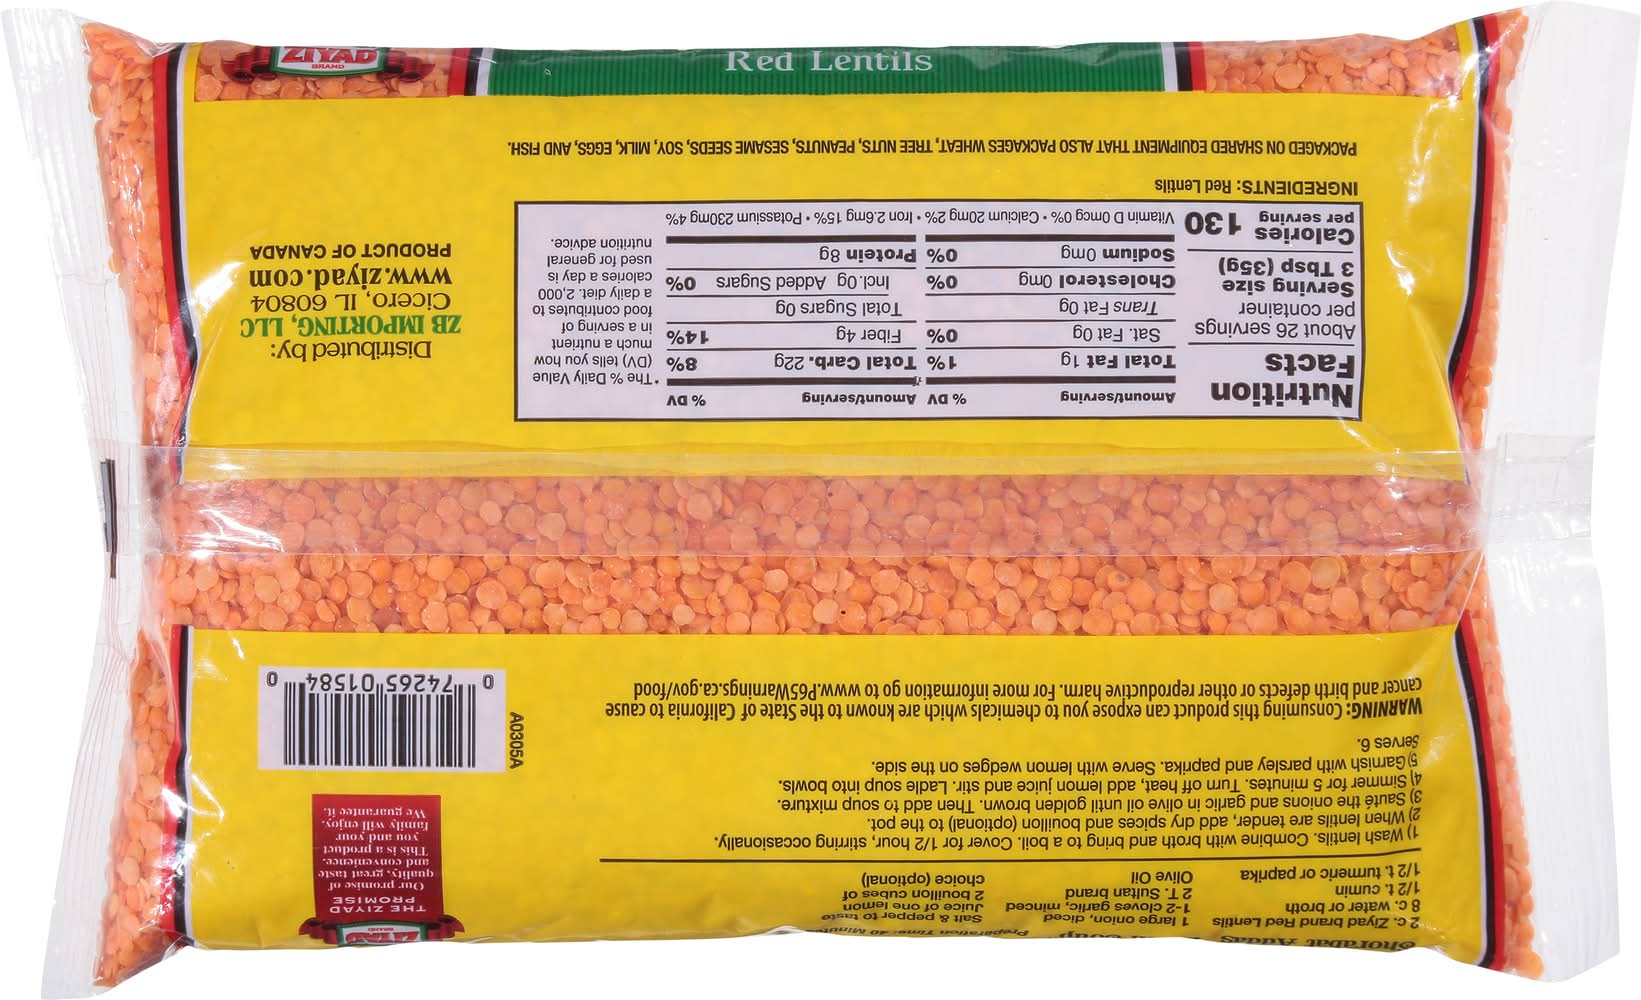 Shorabat Addas
Soup
Preparation Time: 40
2 c. Ziyad brand Red Lentils
8 c. water or broth
1/2 t. cumin
1/2 t. turmeric or paprika
1 large onion, diced
1-2 cloves garlic, minced
2 T. Sultan brand
Olive Oil
Salt & pepper to taste
Juice of one lemon
2 bouillon cubes of
choice (optional)
1) Wash lentils. Combine with broth and bring to a boil. Cover for 1/2 hour, stirring occasionally.
2) When lentils are tender, add dry spices and bouillon (optional) to the pot.
3) Sauté the onions and garlic in olive oil until golden brown. Then add to soup mixture.
4) Simmer for 5 minutes. Turn off heat, add lemon juice and stir. Ladle soup into bowls.
5) Garnish with parsley and paprika. Serve with lemon wedges on the side.
Serves 6.
WARNING: Consuming this product can expose you to chemicals which are known to the State of California to cause
cancer and birth defects or other reproductive harm. For more information go to www.P65Warnings.ca.gov/food
ZIYAD
BRAND
THE ZIYAD
PROMISE
Our promise of
quality, great taste
and convenience.
This is a product
you and your
family will enjoy.
We guarantee it.
A0305A
0 74265 01584 0
Nutrition
Facts
About 26 servings
per container
Serving size
3 Tbsp (35g)
Calories
per serving 130
Amount/serving % DV
Total Fat 1g 1%
Sat. Fat 0g 0%
Trans Fat 0g
Cholesterol 0mg 0%
Sodium 0mg 0%
Amount/serving % DV
Total Carb. 22g 8%
Fiber 4g 14%
Total Sugars 0g
Incl. 0g Added Sugars 0%
Protein 8g
Vitamin D 0mcg 0% • Calcium 20mg 2% • Iron 2.6mg 15% • Potassium 230mg 4%
*The % Daily Value
(DV) tells you how
much a nutrient
in a serving of
food contributes to
a daily diet. 2,000
calories a day is
used for general
nutrition advice.
INGREDIENTS: Red Lentils
PACKAGED ON SHARED EQUIPMENT THAT ALSO PACKAGES WHEAT, TREE NUTS, PEANUTS, SESAME SEEDS, SOY, MILK, EGGS, AND FISH.
Distributed by:
ZB IMPORTING, LLC
Cicero, IL 60804
www.ziyad.com
PRODUCT OF CANADA
Red Lentils
ZIYAD
BRAND